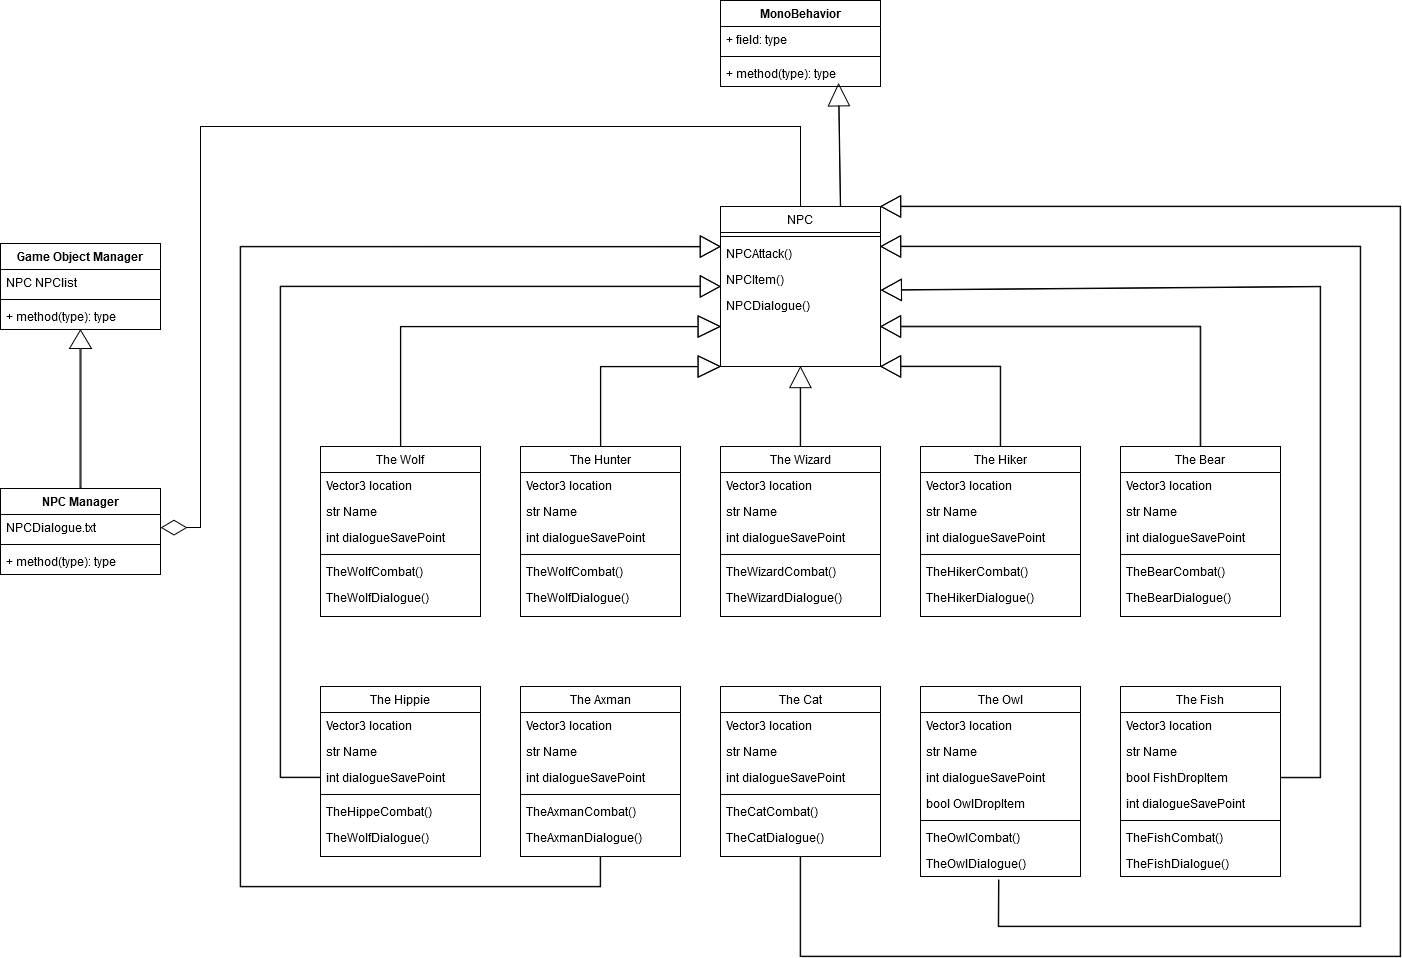 MonoBehavior
+ field: type
+ method(type): type
NPC
NPCAttack()
NPCItem()
NPCDialogue()
Game Object Manager
NPC NPClist
+ method(type): type
NPC Manager
NPCDialogue.txt
+ method(type): type
The Wolf
Vector3 location
str Name
int dialogueSavePoint
TheWolfCombat()
TheWolfDialogue()
The Hunter
Vector3 location
str Name
int dialogueSavePoint
TheWolfCombat()
TheWolfDialogue()
The Wizard
Vector3 location
str Name
int dialogueSavePoint
TheWizardCombat()
TheWizardDialogue()
The Hiker
Vector3 location
str Name
int dialogueSavePoint
TheHikerCombat()
TheHikerDialogue()
The Bear
Vector3 location
str Name
int dialogueSavePoint
TheBearCombat()
TheBearDialogue()
The Hippie
Vector3 location
str Name
int dialogueSavePoint
TheHippeCombat()
TheWolfDialogue()
The Axman
Vector3 location
str Name
int dialogueSavePoint
TheAxmanCombat()
TheAxmanDialogue()
The Cat
Vector3 location
str Name
int dialogueSavePoint
TheCatCombat()
TheCatDialogue()
The Owl
Vector3 location
str Name
int dialogueSavePoint
bool OwlDropItem
TheOwlCombat()
TheOwlDialogue()
The Fish
Vector3 location
str Name
bool FishDropItem
int dialogueSavePoint
TheFishCombat()
TheFishDialogue()